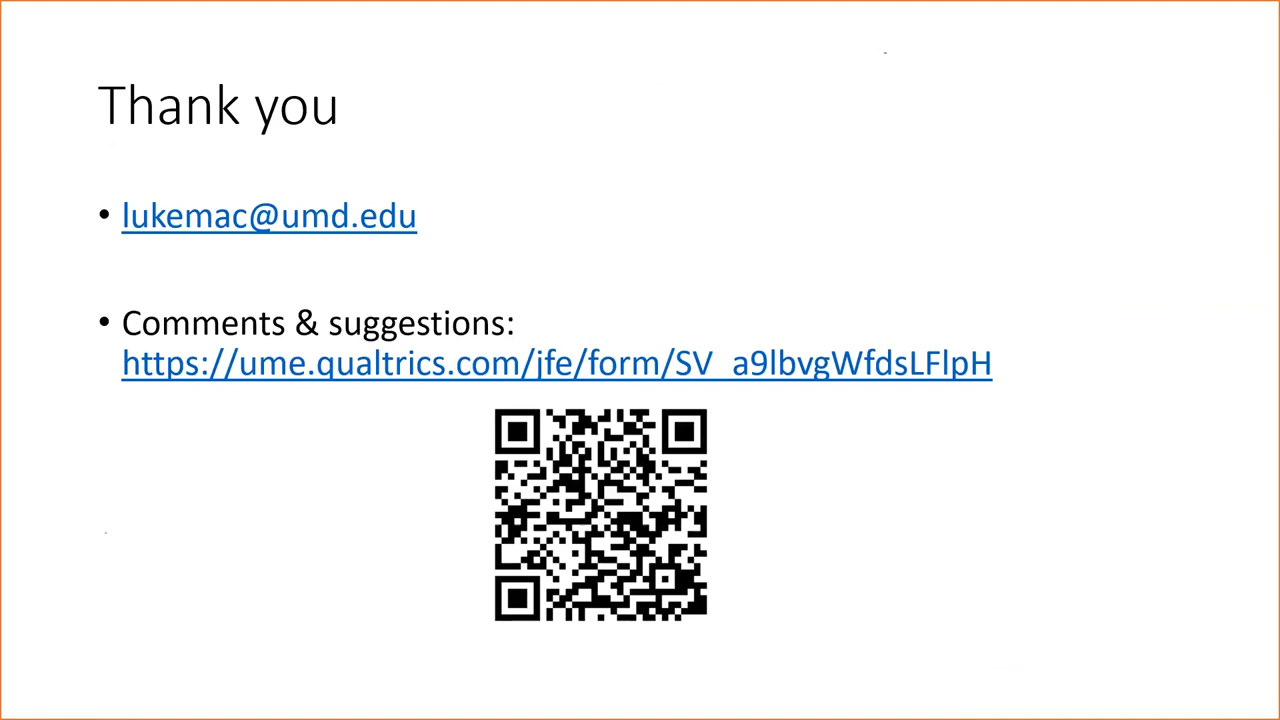 Thank you
• lukemac@umd.edu
• Comments & suggestions:
https://ume.qualtrics.com/jfe/form/SV_a9lbvgWfdsLFlpH